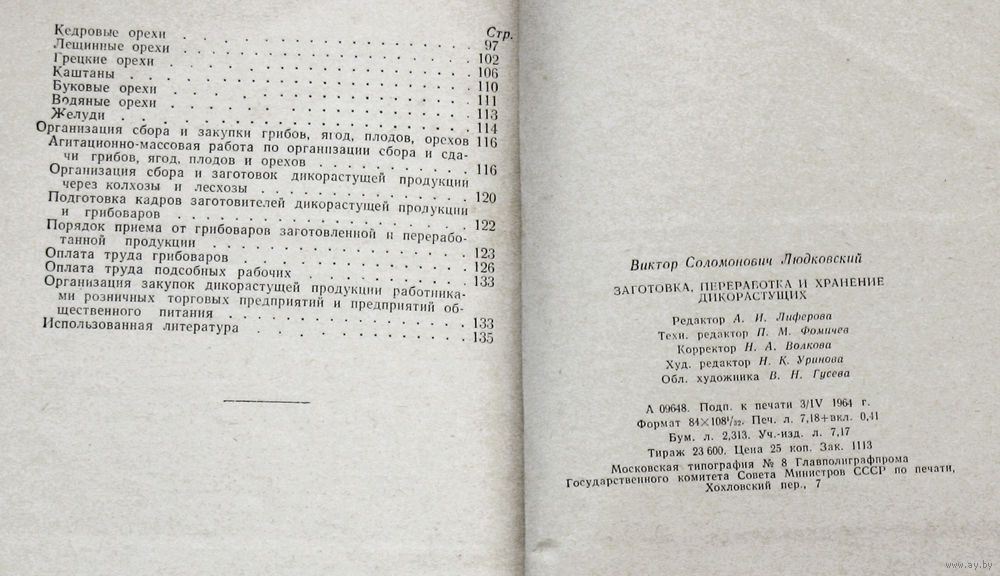 Стр.
Кедровые орехи . . . . . . . . . . . . . . . 97
Лещинные орехи . . . . . . . . . . . . . . . 102
Грецкие орехи . . . . . . . . . . . . . . . 106
Каштаны . . . . . . . . . . . . . . . 110
Буковые орехи . . . . . . . . . . . . . . . 111
Водяные орехи . . . . . . . . . . . . . . . 113
Желуди . . . . . . . . . . . . . . . 114
Организация сбора и закупки грибов, ягод, плодов, орехов 116
Агитационно-массовая работа по организации сбора и сда-
чи грибов, ягод, плодов и орехов . . . . . . . . . 116
Организация сбора и заготовок дикорастущей продукции
через колхозы и лесхозы . . . . . . . . . . . 120
Подготовка кадров заготовителей дикорастущей продукции
и грибоваров . . . . . . . . . . . . . . . 122
Порядок приема от грибоваров заготовленной и перерабо-
танной продукции . . . . . . . . . . . . . 123
Оплата труда грибоваров . . . . . . . . . . . 126
Оплата труда подсобных рабочих . . . . . . . . . 133
Организация закупок дикорастущей продукции работника-
ми розничных торговых предприятий и предприятий об-
щественного питания . . . . . . . . . . . . 133
Использованная литература . . . . . . . . . . 135
Виктор Соломонович Людковский
ЗАГОТОВКА, ПЕРЕРАБОТКА И ХРАНЕНИЕ
ДИКОРАСТУЩИХ
Редактор А. И. Лиферова
Техн. редактор П. М. Фомичев
Корректор Н. А. Волкова
Худ. редактор Н. К. Уринова
Обл. художника В. Н. Гусева
А 09648. Подп. к печати 3/IV 1964 г.
Формат 84×108¹/₃₂. Печ. л. 7,18+вкл. 0,41
Бум. л. 2,313. Уч.-изд. л. 7,17
Тираж 23 600. Цена 25 коп. Зак. 1113
Московская типография № 8 Главполиграфпрома
Государственного комитета Совета Министров СССР по печати,
Хохловский пер., 7
www.ay.by